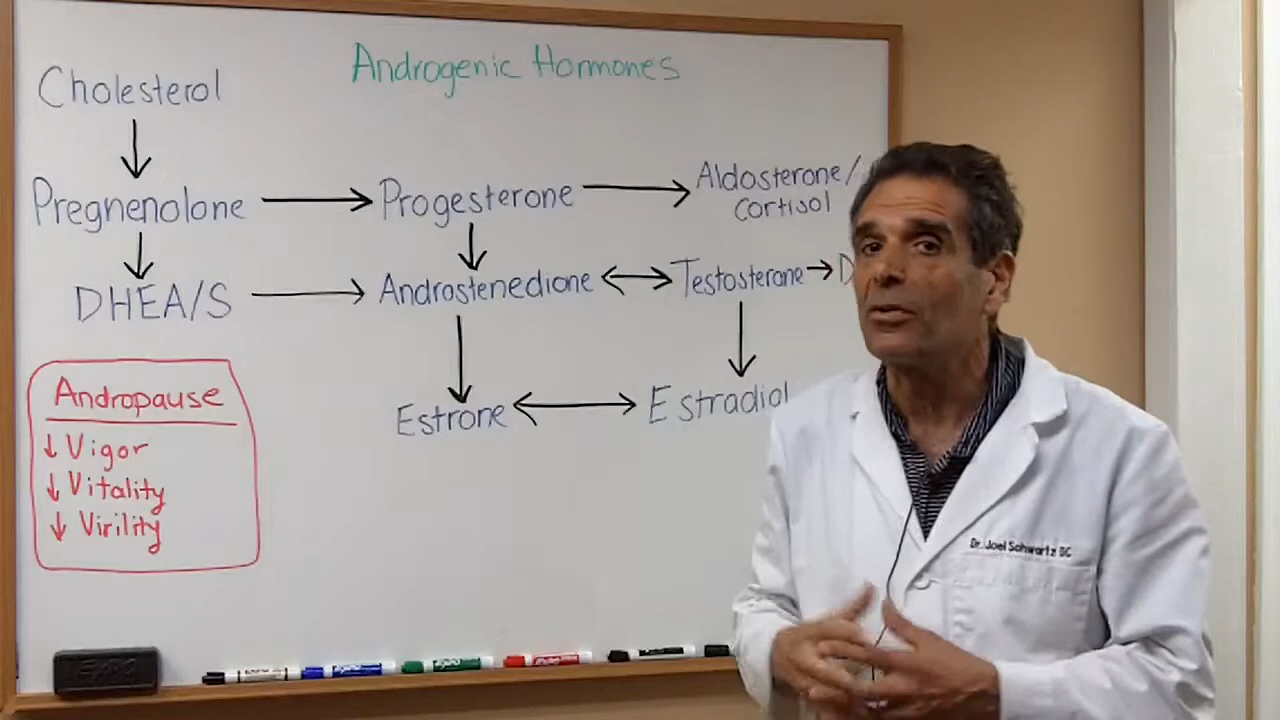 Androgenic Hormones
Cholesterol
Pregnenolone
Progesterone
Aldosterone/
cortisol
DHEA/S
Androstenedione
Testosterone
D
Estrone
Estradiol
Andropause
↓ Vigor
↓ Vitality
↓ Virility
Dr. Joel Schwartz DC
EXPO